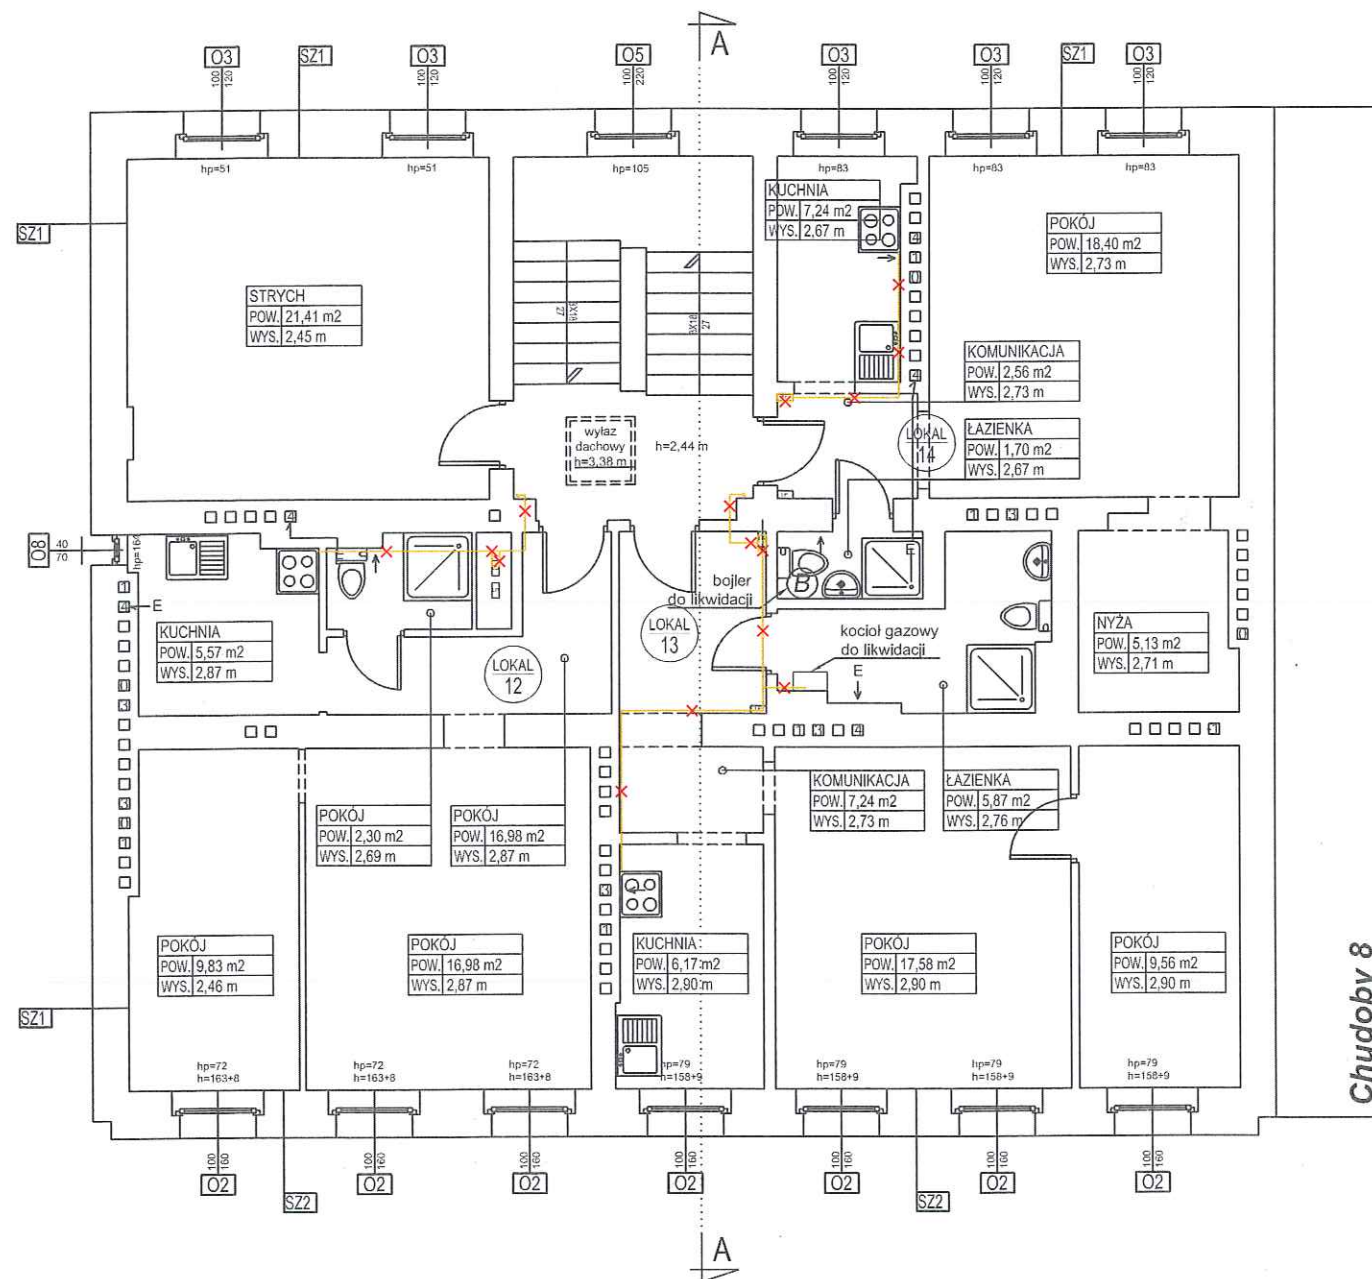 A
O3
SZ1
O3
O5
O3
O3
SZ1
O3
100
120
100
120
100
220
100
120
100
120
100
120
hp=51
hp=51
hp=105
hp=83
hp=83
hp=83
KUCHNIA
POW. 7,24 m2
WYS. 2,67 m
POKÓJ
POW. 18,40 m2
WYS. 2,73 m
SZ1
STRYCH
POW. 21,41 m2
WYS. 2,45 m
27
27
KOMUNIKACJA
POW. 2,56 m2
WYS. 2,73 m
ŁAZIENKA
POW. 1,70 m2
WYS. 2,67 m
LOKAL
14
wyłaz
dachowy
h=3,38 m
h=2,44 m
O8
40
70
E
bojler
do likwidacji
B
E
KUCHNIA
POW. 5,57 m2
WYS. 2,87 m
LOKAL
12
LOKAL
13
kocioł gazowy
do likwidacji
E
NYŻA
POW. 5,13 m2
WYS. 2,71 m
POKÓJ
POW. 2,30 m2
WYS. 2,69 m
POKÓJ
POW. 16,98 m2
WYS. 2,87 m
KOMUNIKACJA
POW. 7,24 m2
WYS. 2,73 m
ŁAZIENKA
POW. 5,87 m2
WYS. 2,76 m
POKÓJ
POW. 9,83 m2
WYS. 2,46 m
POKÓJ
POW. 16,98 m2
WYS. 2,87 m
KUCHNIA
POW. 6,17 m2
WYS. 2,90 m
POKÓJ
POW. 17,58 m2
WYS. 2,90 m
POKÓJ
POW. 9,56 m2
WYS. 2,90 m
Chudoby 8
SZ1
hp=72
h=163+8
hp=72
h=163+8
hp=72
h=163+8
hp=79
h=158+9
hp=79
h=158+9
hp=79
h=158+9
hp=79
h=158+9
100
160
100
160
100
160
100
160
100
160
100
160
100
160
O2
SZ2
O2
O2
O2
O2
SZ2
O2
O2
A